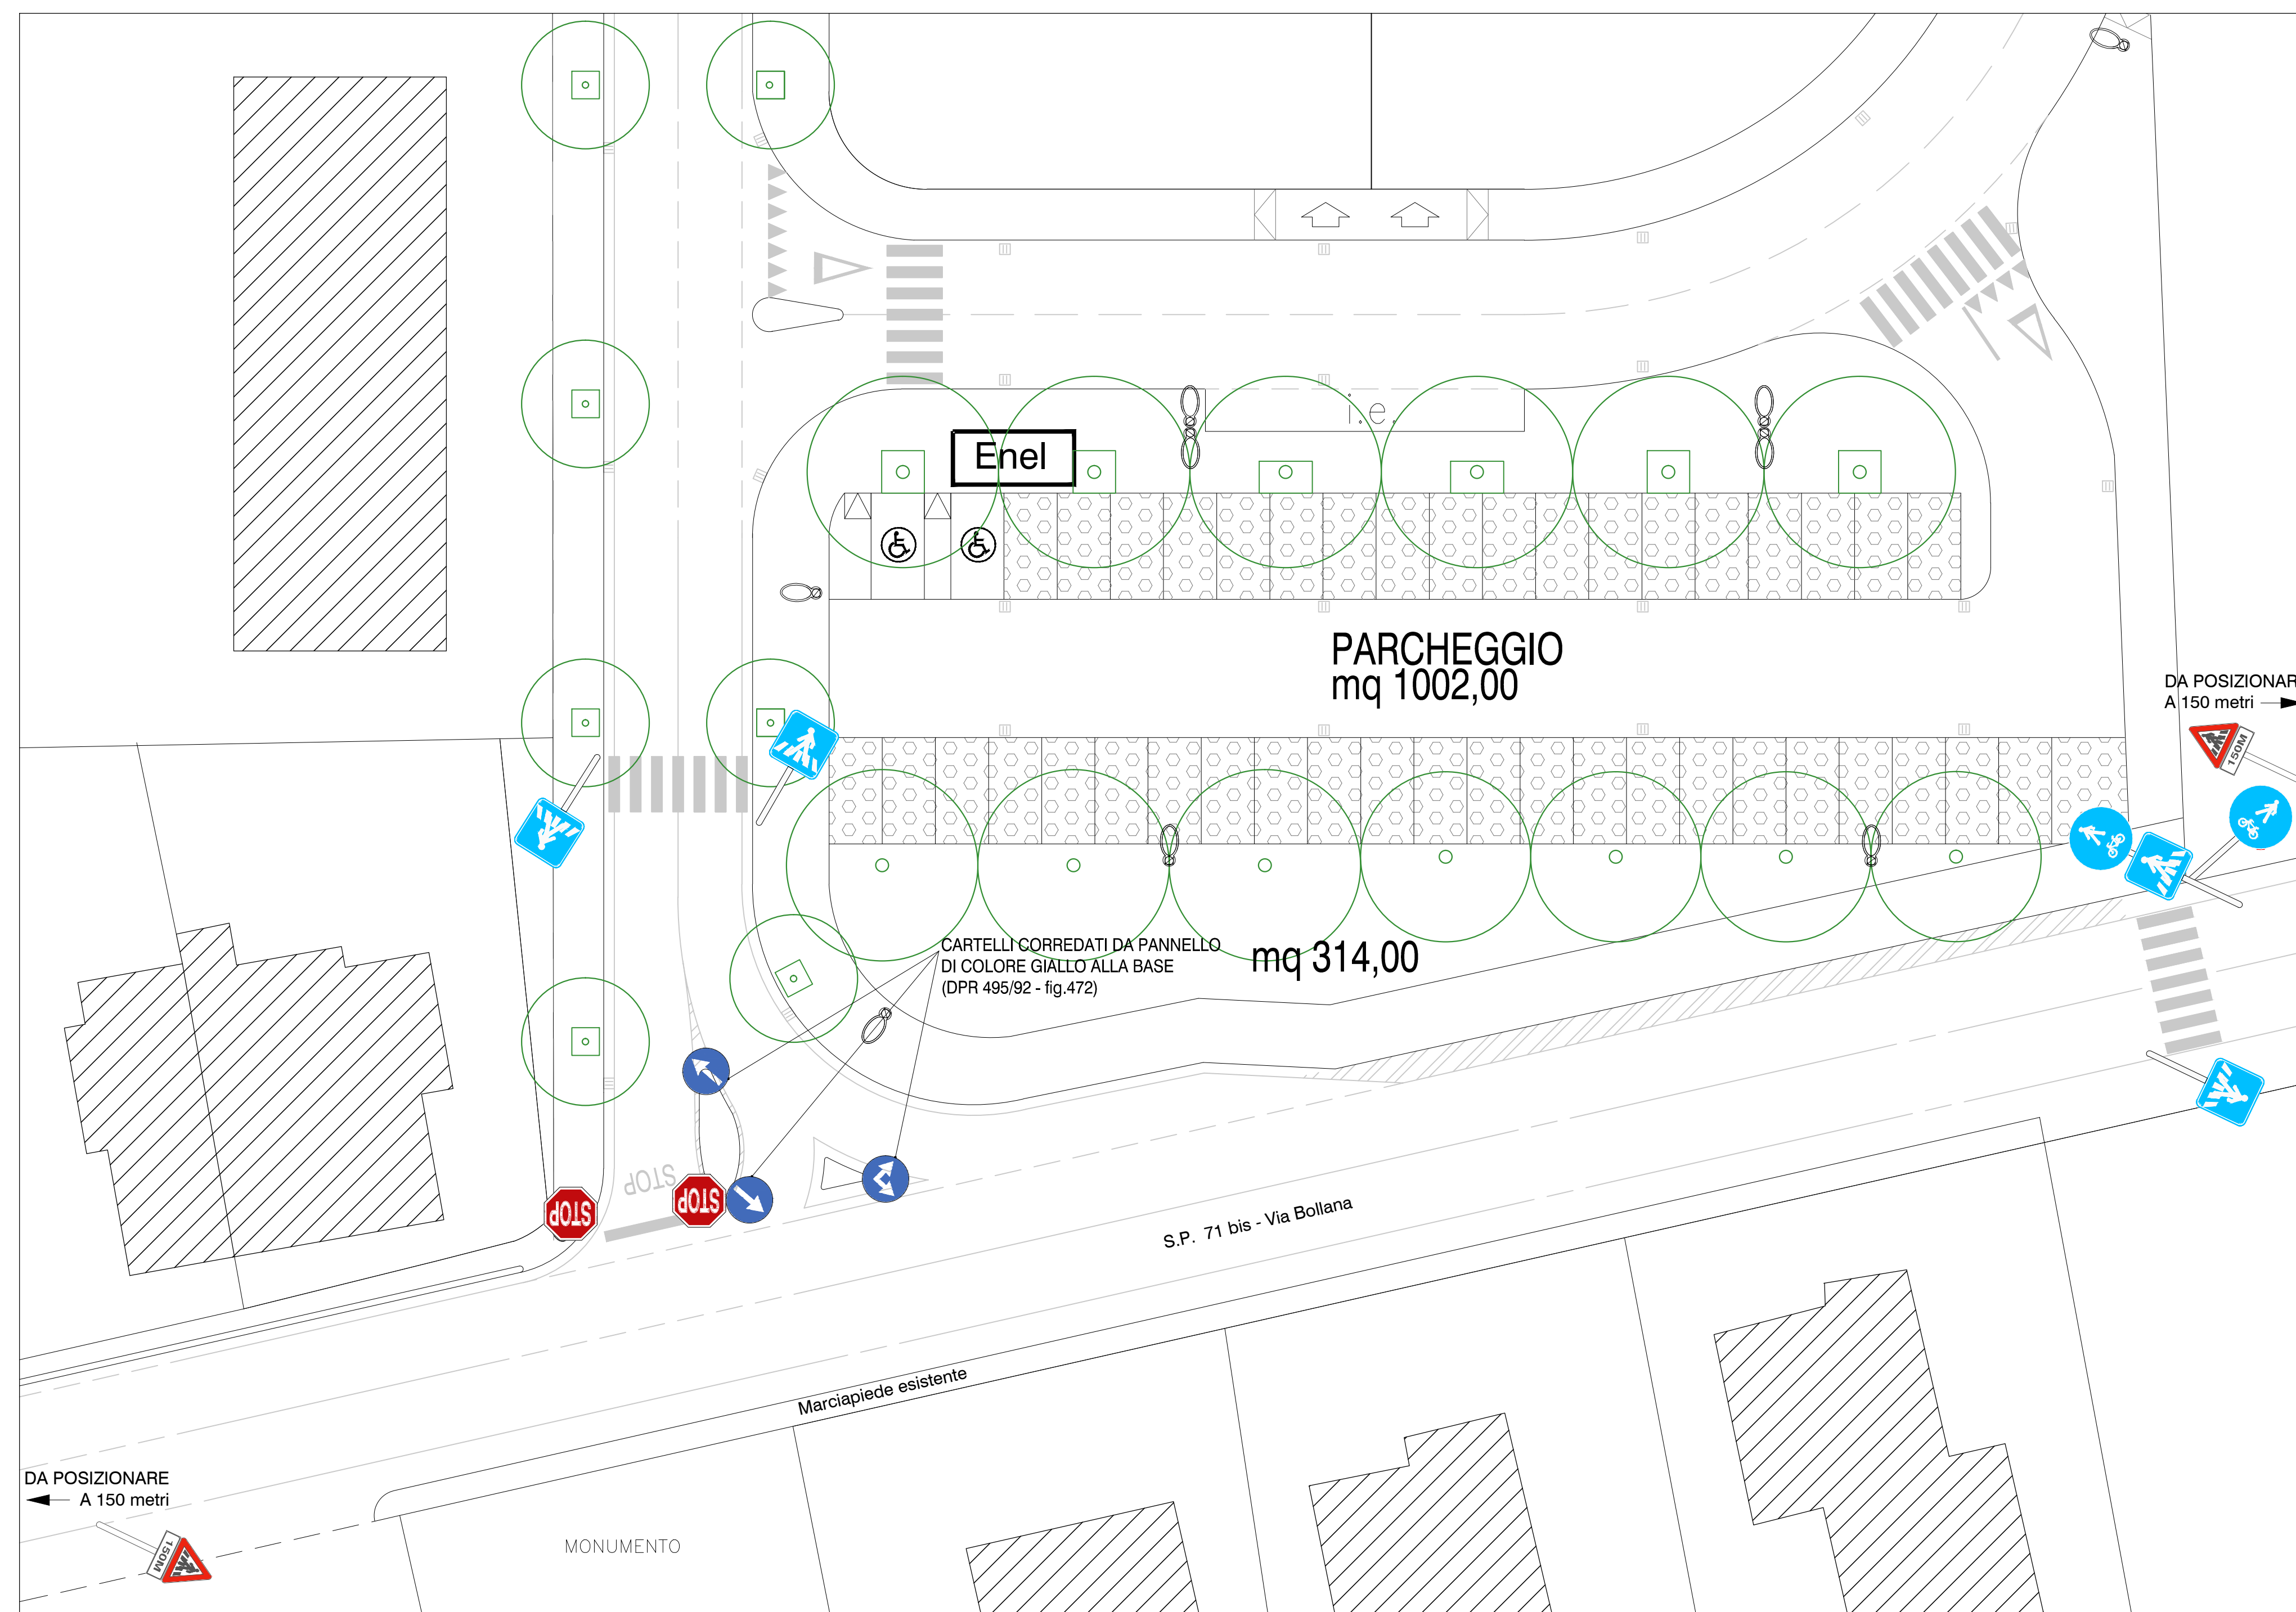 i.e.
Enel
PARCHEGGIO
mq 1002,00
DA POSIZIONAR
A 150 metri
150M
CARTELLI CORREDATI DA PANNELLO
DI COLORE GIALLO ALLA BASE
(DPR 495/92 - fig.472)
mq 314,00
STOP
STOP
STOP
S.P. 71 bis - Via Bollana
Marciapiede esistente
DA POSIZIONARE
A 150 metri
150M
MONUMENTO